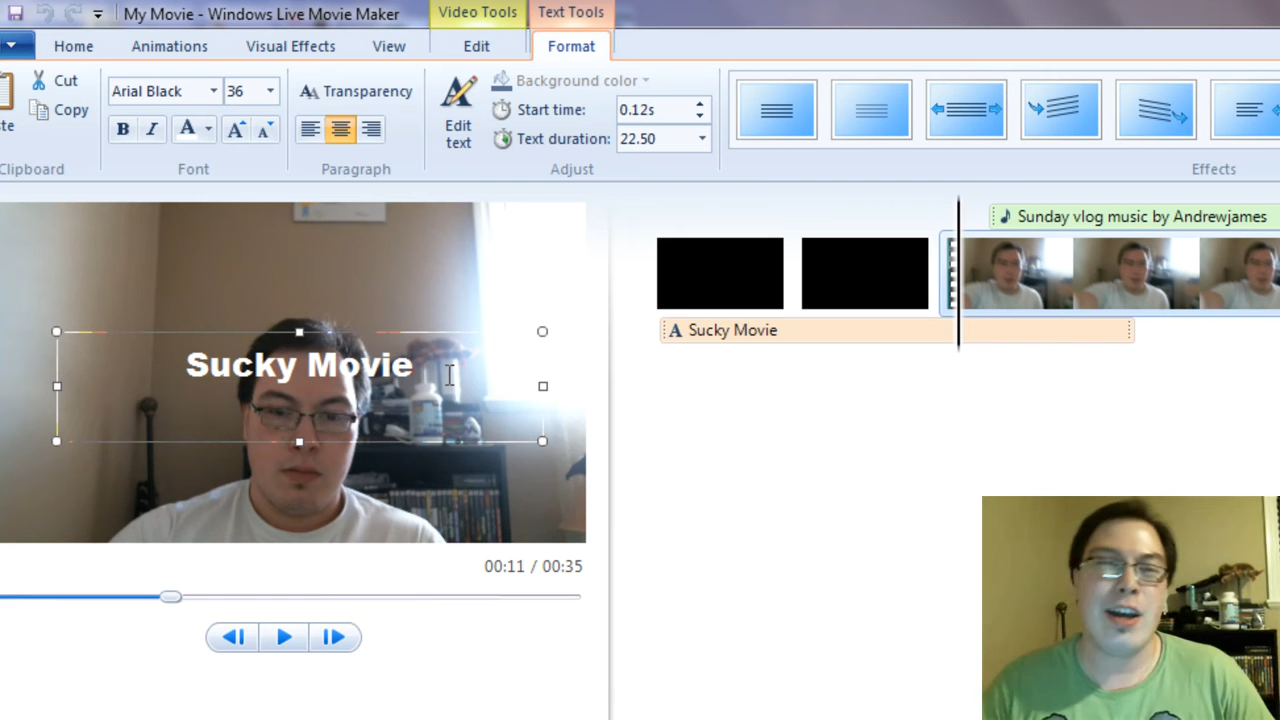 My Movie - Windows Live Movie Maker
Video Tools
Text Tools
Home
Animations
Visual Effects
View
Edit
Format
Cut
Copy
Clipboard
Arial Black
36
B I A A A
Font
Transparency
Paragraph
Edit text
Background color
Start time:
0.12s
Text duration:
22.50
Adjust
Effects
Sucky Movie
00:11 / 00:35
Sunday vlog music by Andrewjames
A Sucky Movie